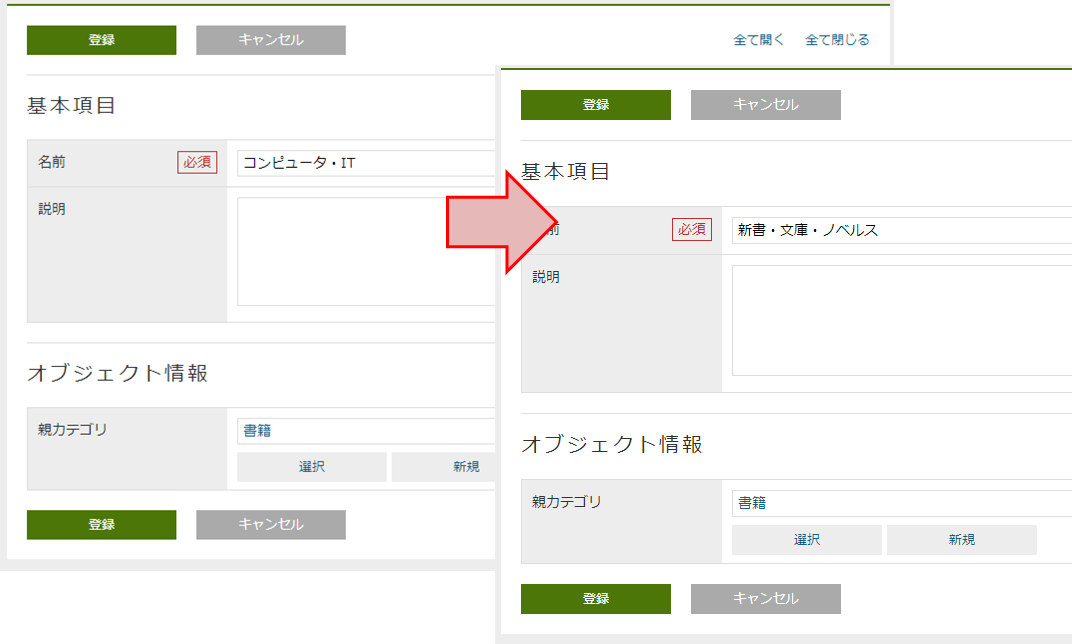 登録 キャンセル 全て開く 全て閉じる
基本項目
名前 必須 コンピュータ・IT
説明
オブジェクト情報
親カテゴリ 書籍
選択 新規
登録 キャンセル
登録 キャンセル
基本項目
前 必須 新書・文庫・ノベルス
説明
オブジェクト情報
親カテゴリ 書籍
選択 新規
登録 キャンセル